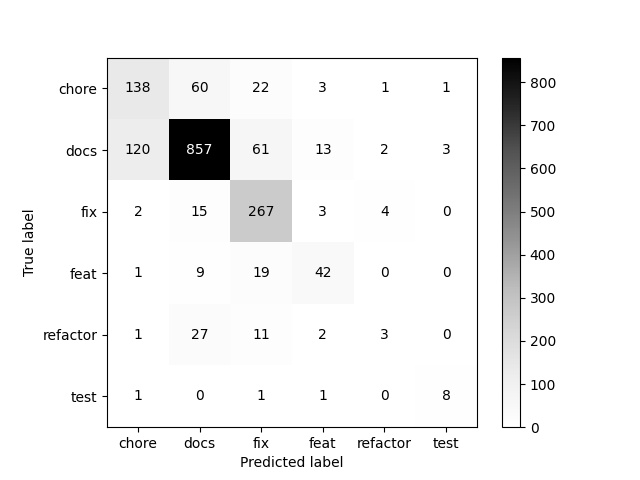 chore 138 60 22 3 1 1
docs 120 857 61 13 2 3
fix 2 15 267 3 4 0
feat 1 9 19 42 0 0
refactor 1 27 11 2 3 0
test 1 0 1 1 0 8
chore docs fix feat refactor test
Predicted label
True label
800
700
600
500
400
300
200
100
0